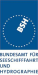 BUNDESAMT FÜR
SEESCHIFFFAHRT
UND
HYDROGRAPHIE